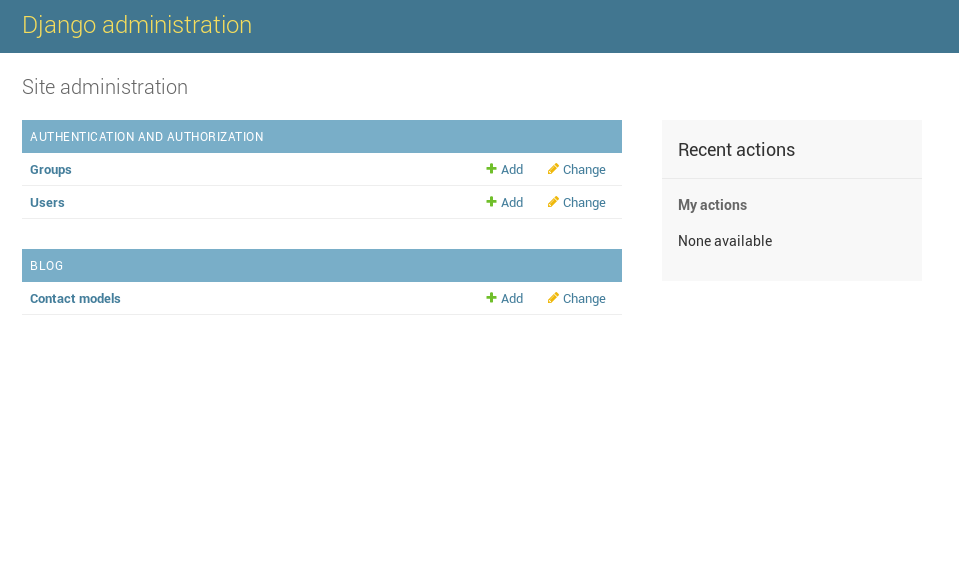 Django administration
Site administration
AUTHENTICATION AND AUTHORIZATION
Groups Add Change
Users Add Change
BLOG
Contact models Add Change
Recent actions
My actions
None available